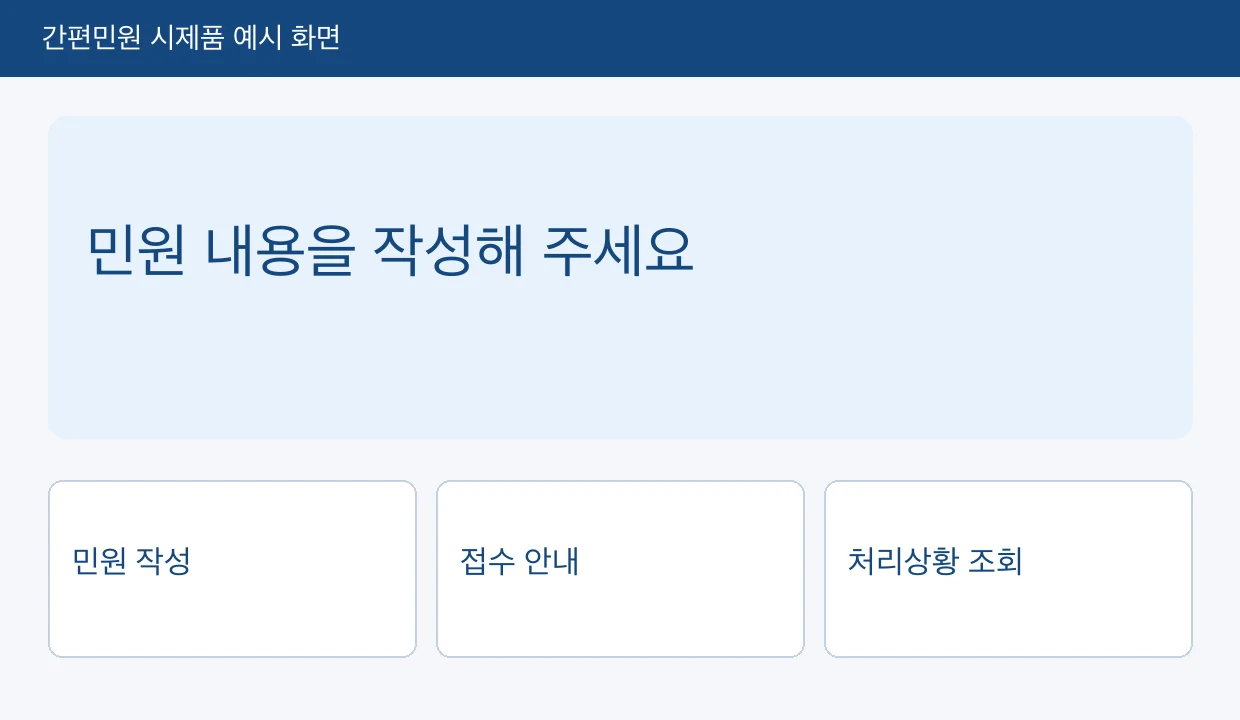 간편민원 시제품 예시 화면
민원 내용을 작성해 주세요
민원 작성
접수 안내
처리상황 조회